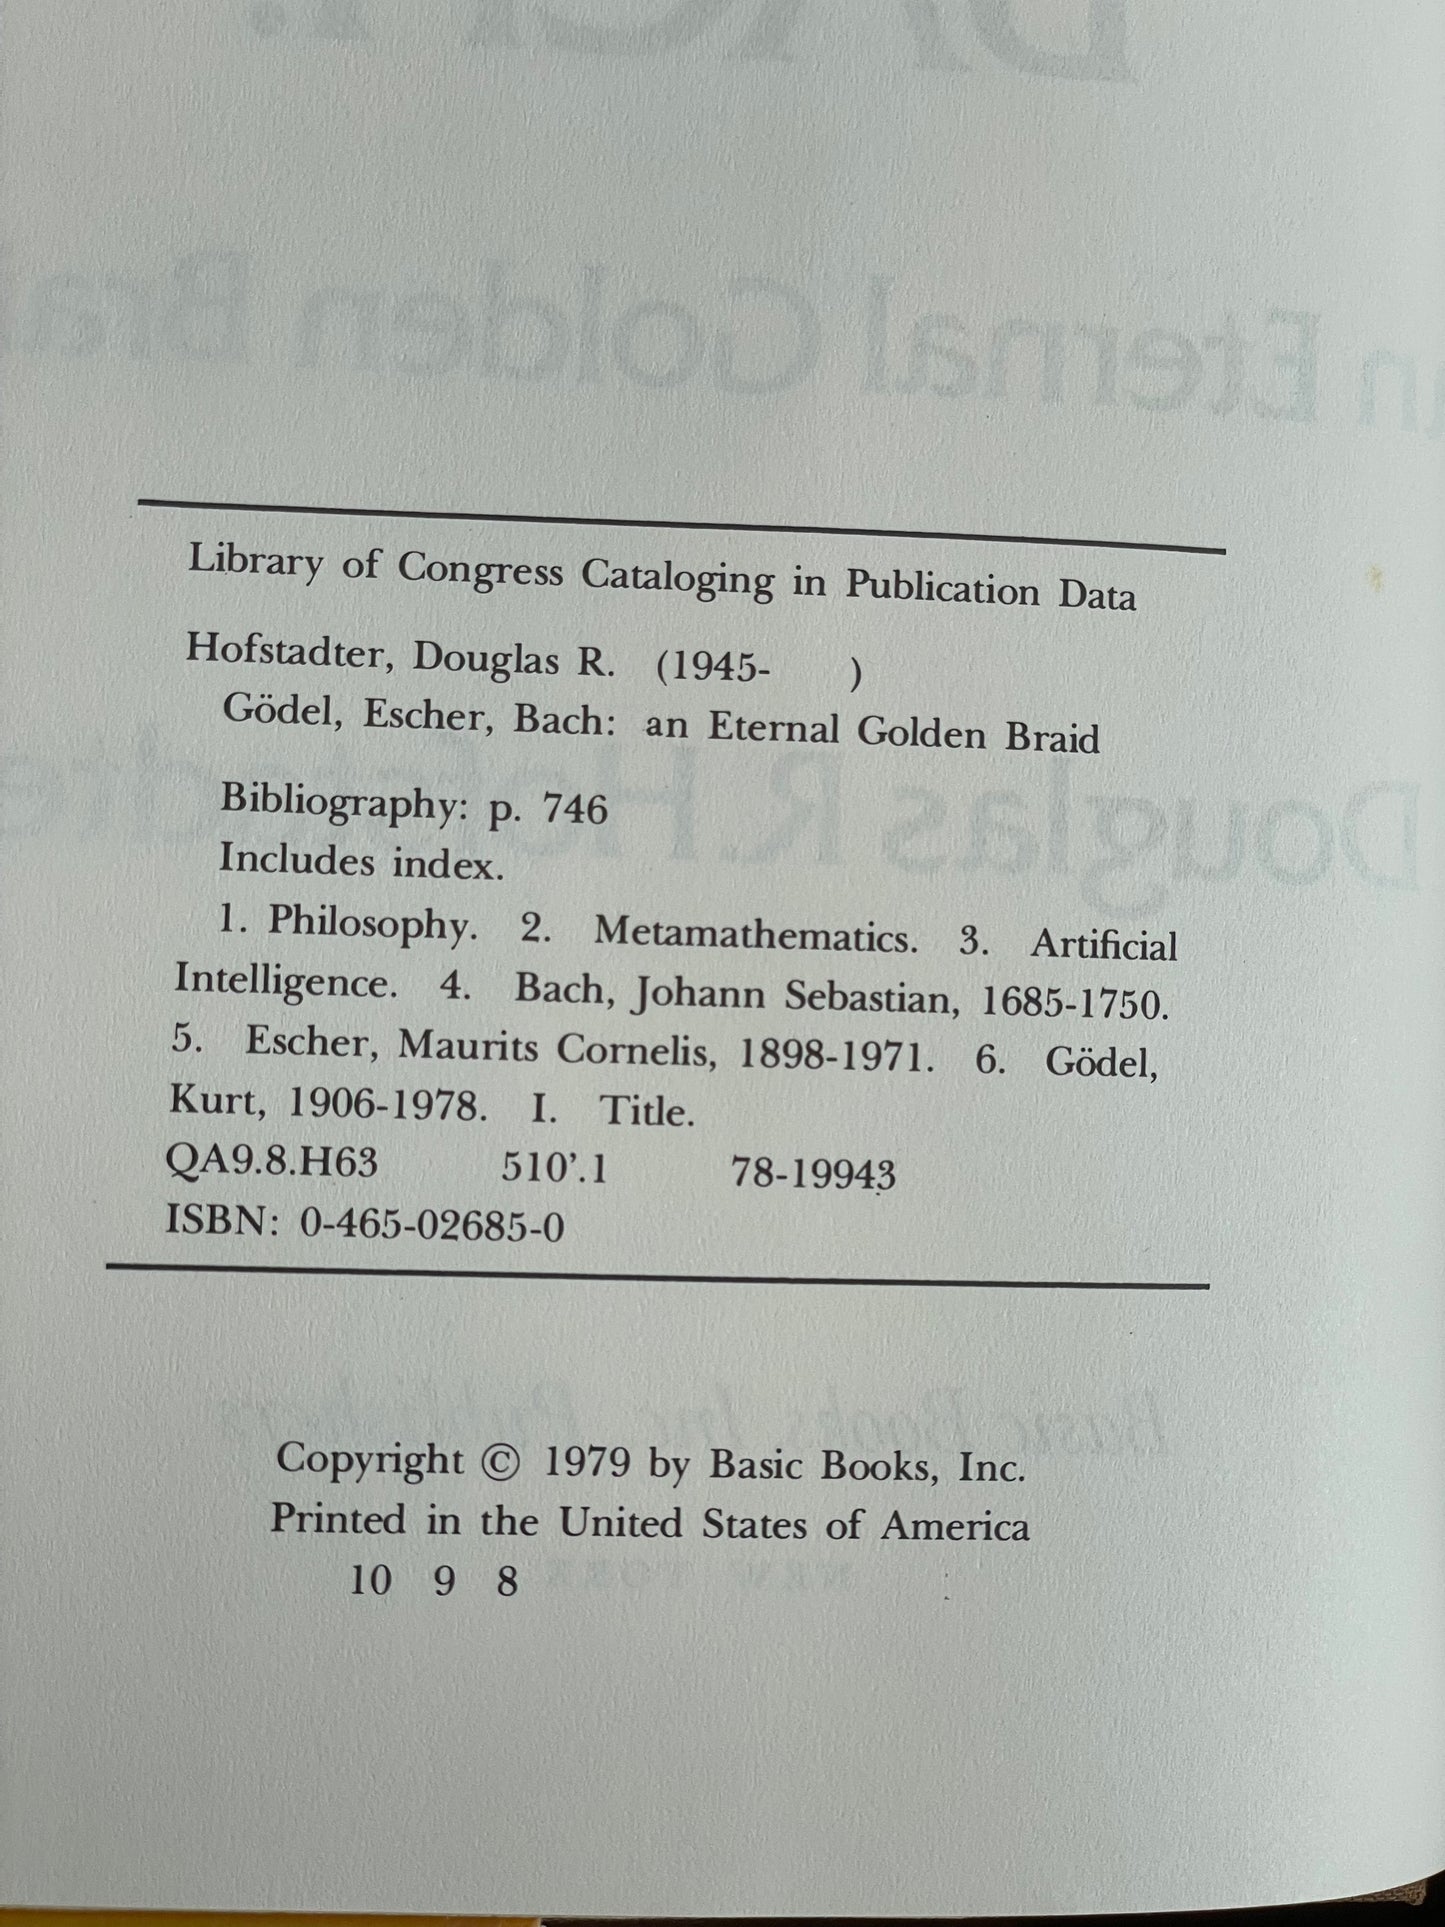 Library of Congress Cataloging in Publication Data
Hofstadter, Douglas R. (1945- )
Gödel, Escher, Bach: an Eternal Golden Braid
Bibliography: p. 746
Includes index.
1. Philosophy. 2. Metamathematics. 3. Artificial
Intelligence. 4. Bach, Johann Sebastian, 1685-1750.
5. Escher, Maurits Cornelis, 1898-1971. 6. Gödel,
Kurt, 1906-1978. I. Title.
QA9.8.H63 510’.1 78-19943
ISBN: 0-465-02685-0
Copyright © 1979 by Basic Books, Inc.
Printed in the United States of America
10 9 8